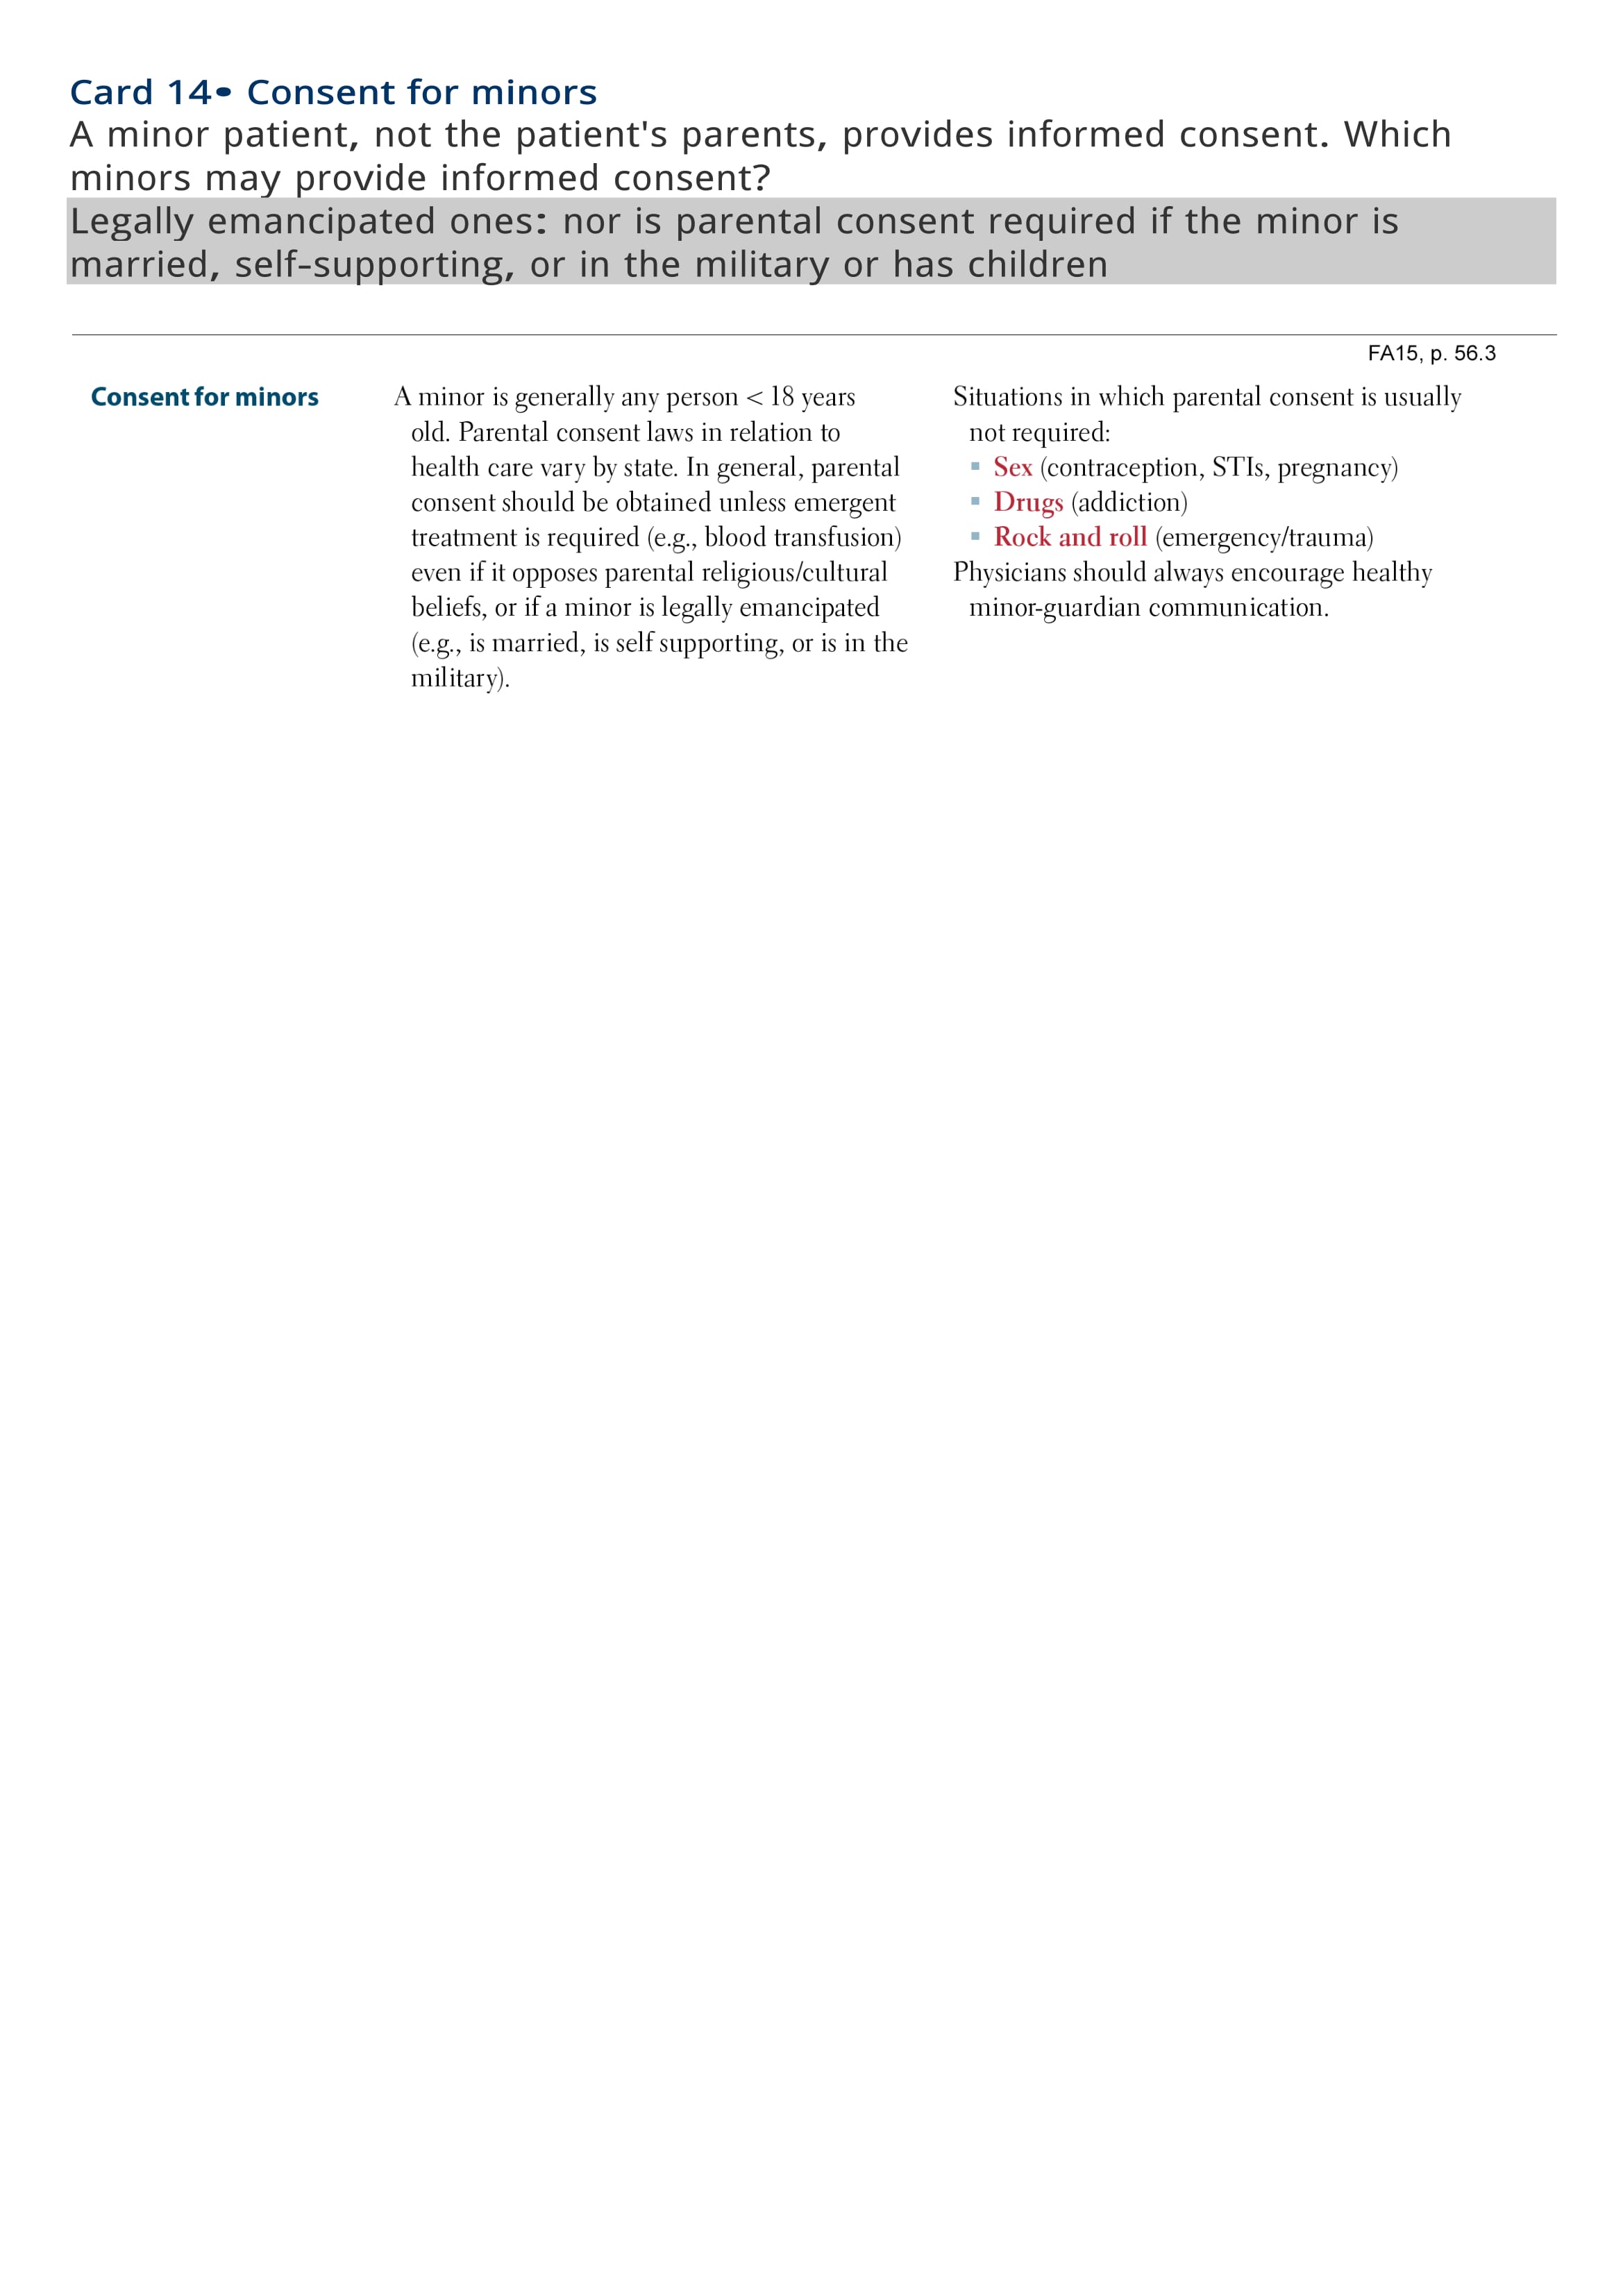 Card 14• Consent for minors
A minor patient, not the patient's parents, provides informed consent. Which
minors may provide informed consent?
Legally emancipated ones: nor is parental consent required if the minor is
married, self-supporting, or in the military or has children
FA15, p. 56.3
Consent for minors
A minor is generally any person < 18 years
old. Parental consent laws in relation to
health care vary by state. In general, parental
consent should be obtained unless emergent
treatment is required (e.g., blood transfusion)
even if it opposes parental religious/cultural
beliefs, or if a minor is legally emancipated
(e.g., is married, is self supporting, or is in the
military).
Situations in which parental consent is usually
not required:
▪ Sex (contraception, STIs, pregnancy)
▪ Drugs (addiction)
▪ Rock and roll (emergency/trauma)
Physicians should always encourage healthy
minor-guardian communication.